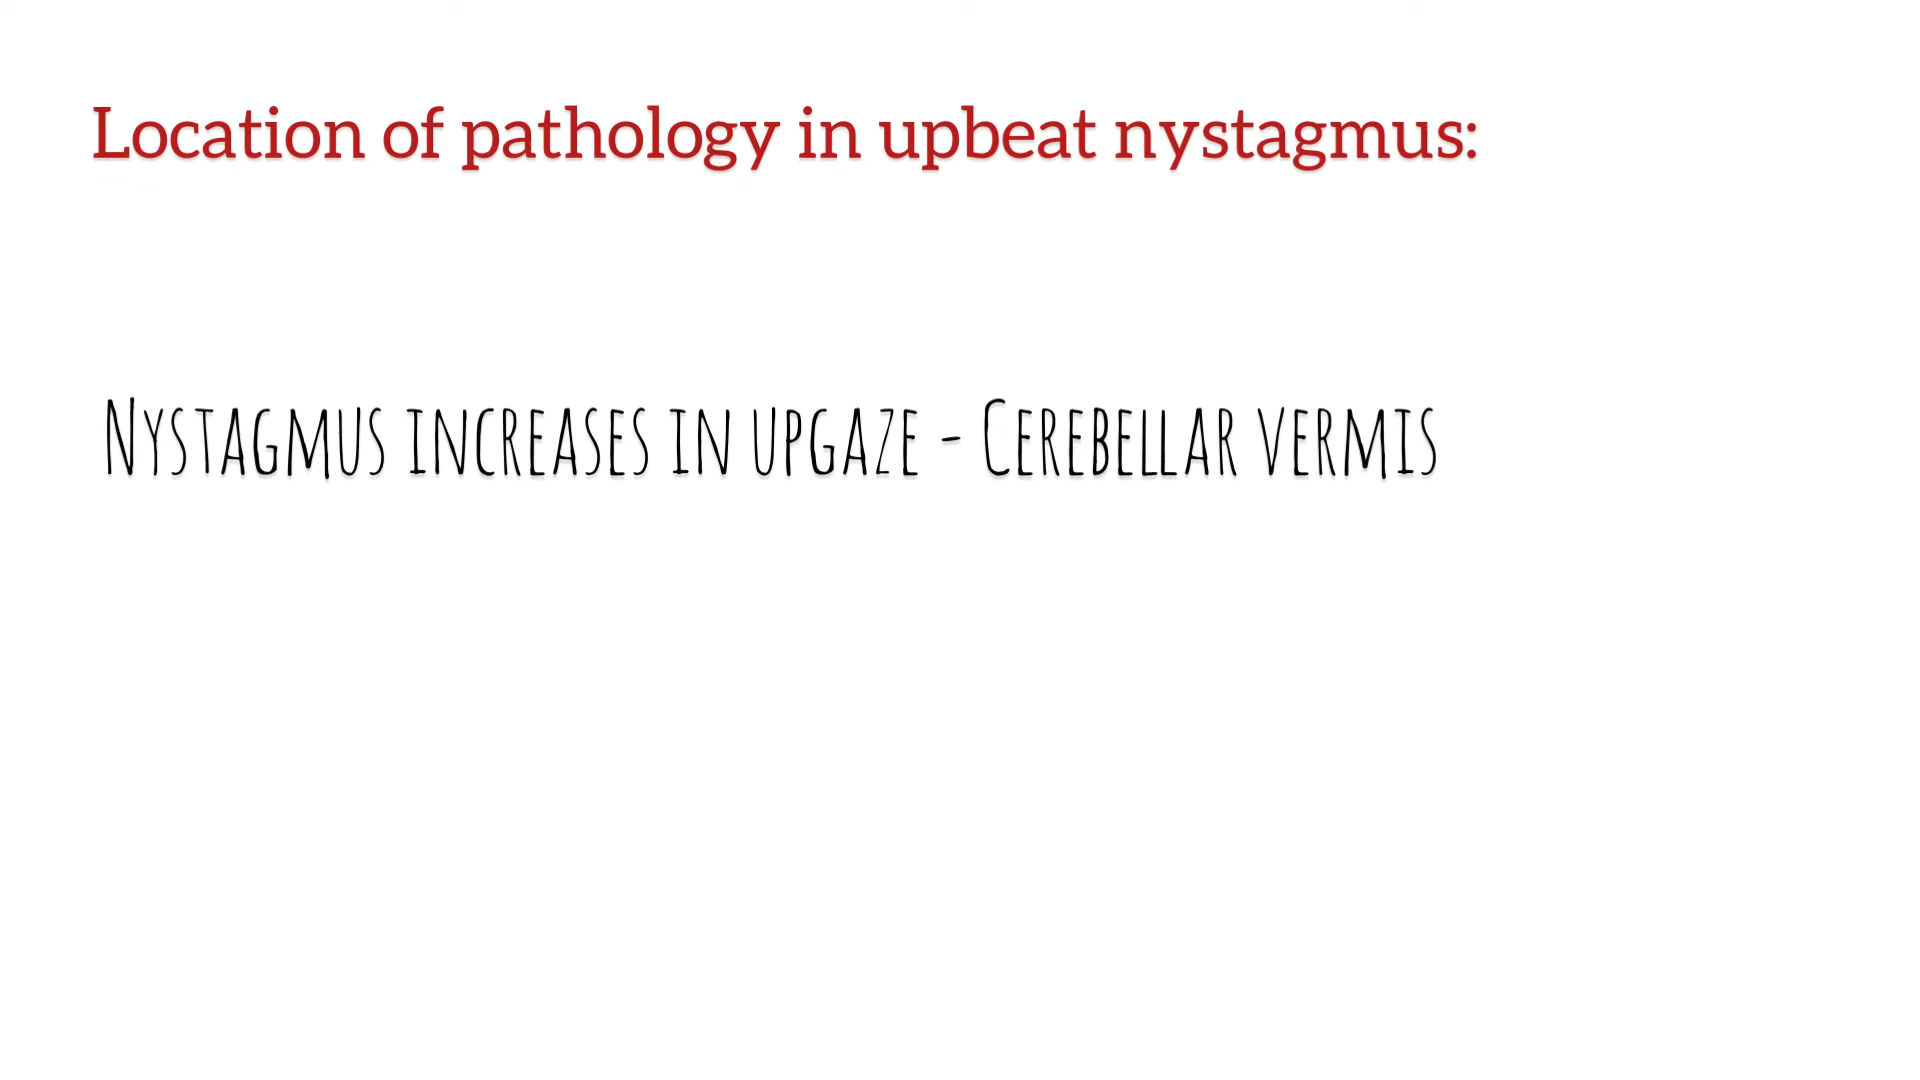 Location of pathology in upbeat nystagmus:
Nystagmus increases in upgaze - Cerebellar vermis